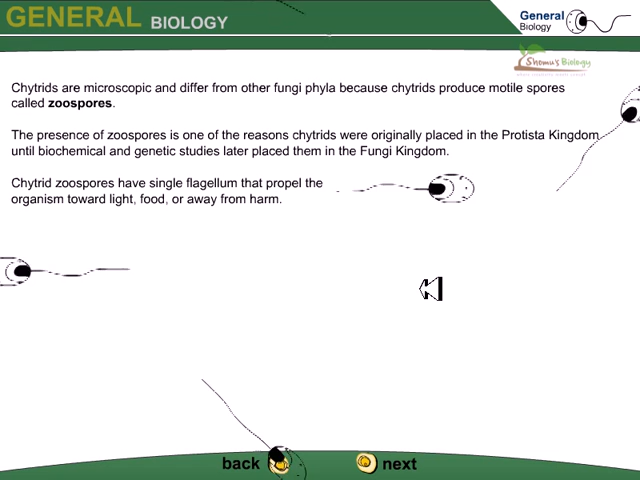 GENERAL BIOLOGY
General
Biology
Shomu's Biology
Chytrids are microscopic and differ from other fungi phyla because chytrids produce motile spores
called zoospores.
The presence of zoospores is one of the reasons chytrids were originally placed in the Protista Kingdom
until biochemical and genetic studies later placed them in the Fungi Kingdom.
Chytrid zoospores have single flagellum that propel the
organism toward light, food, or away from harm.
back
next